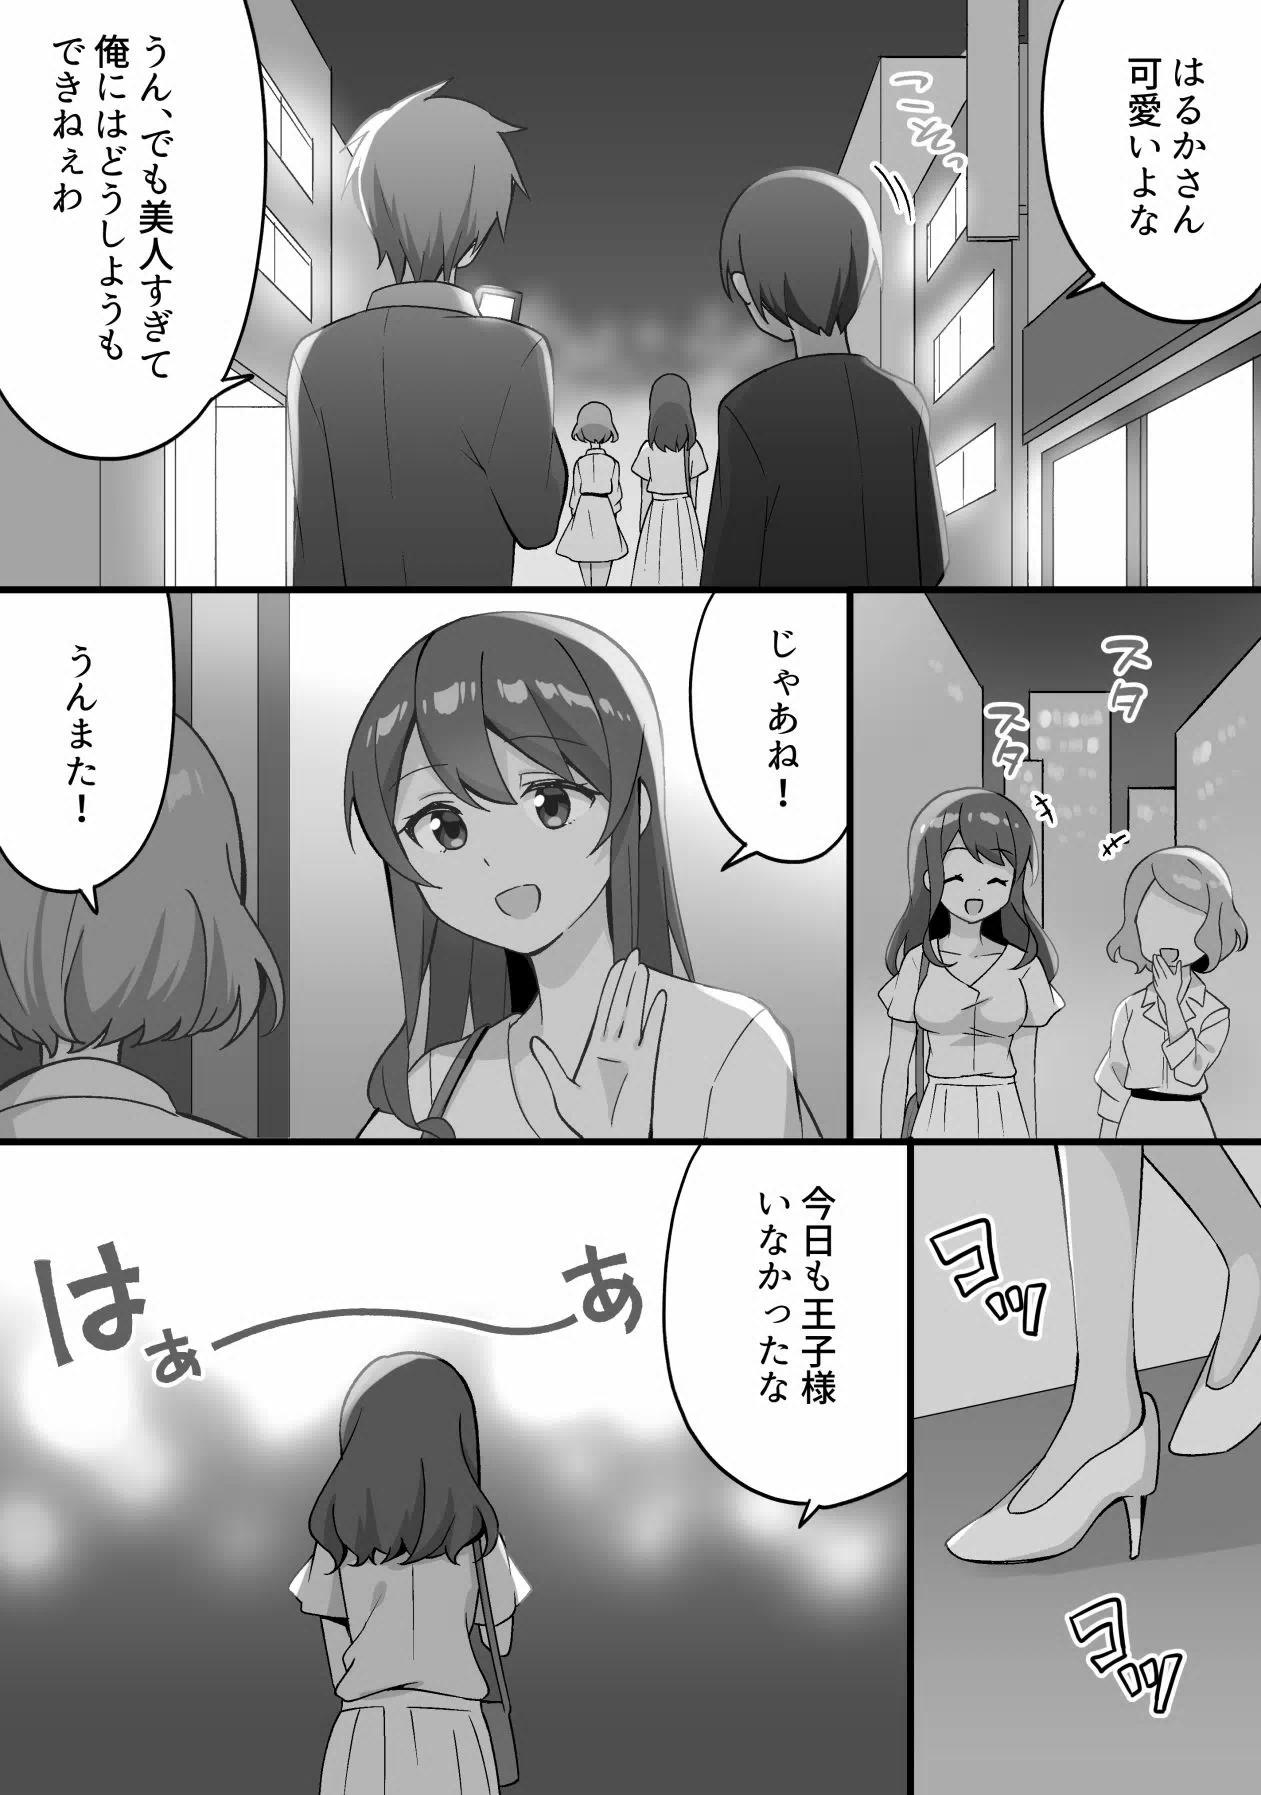 はるかさん
可愛いよな
こそっ
うん、でも美人すぎて
俺にはどうしようも
できねぇわ
スタ
スタ
じゃあね！
うんまた！
コツ
コツ
今日も王子様
いなかったな
はぁーあ